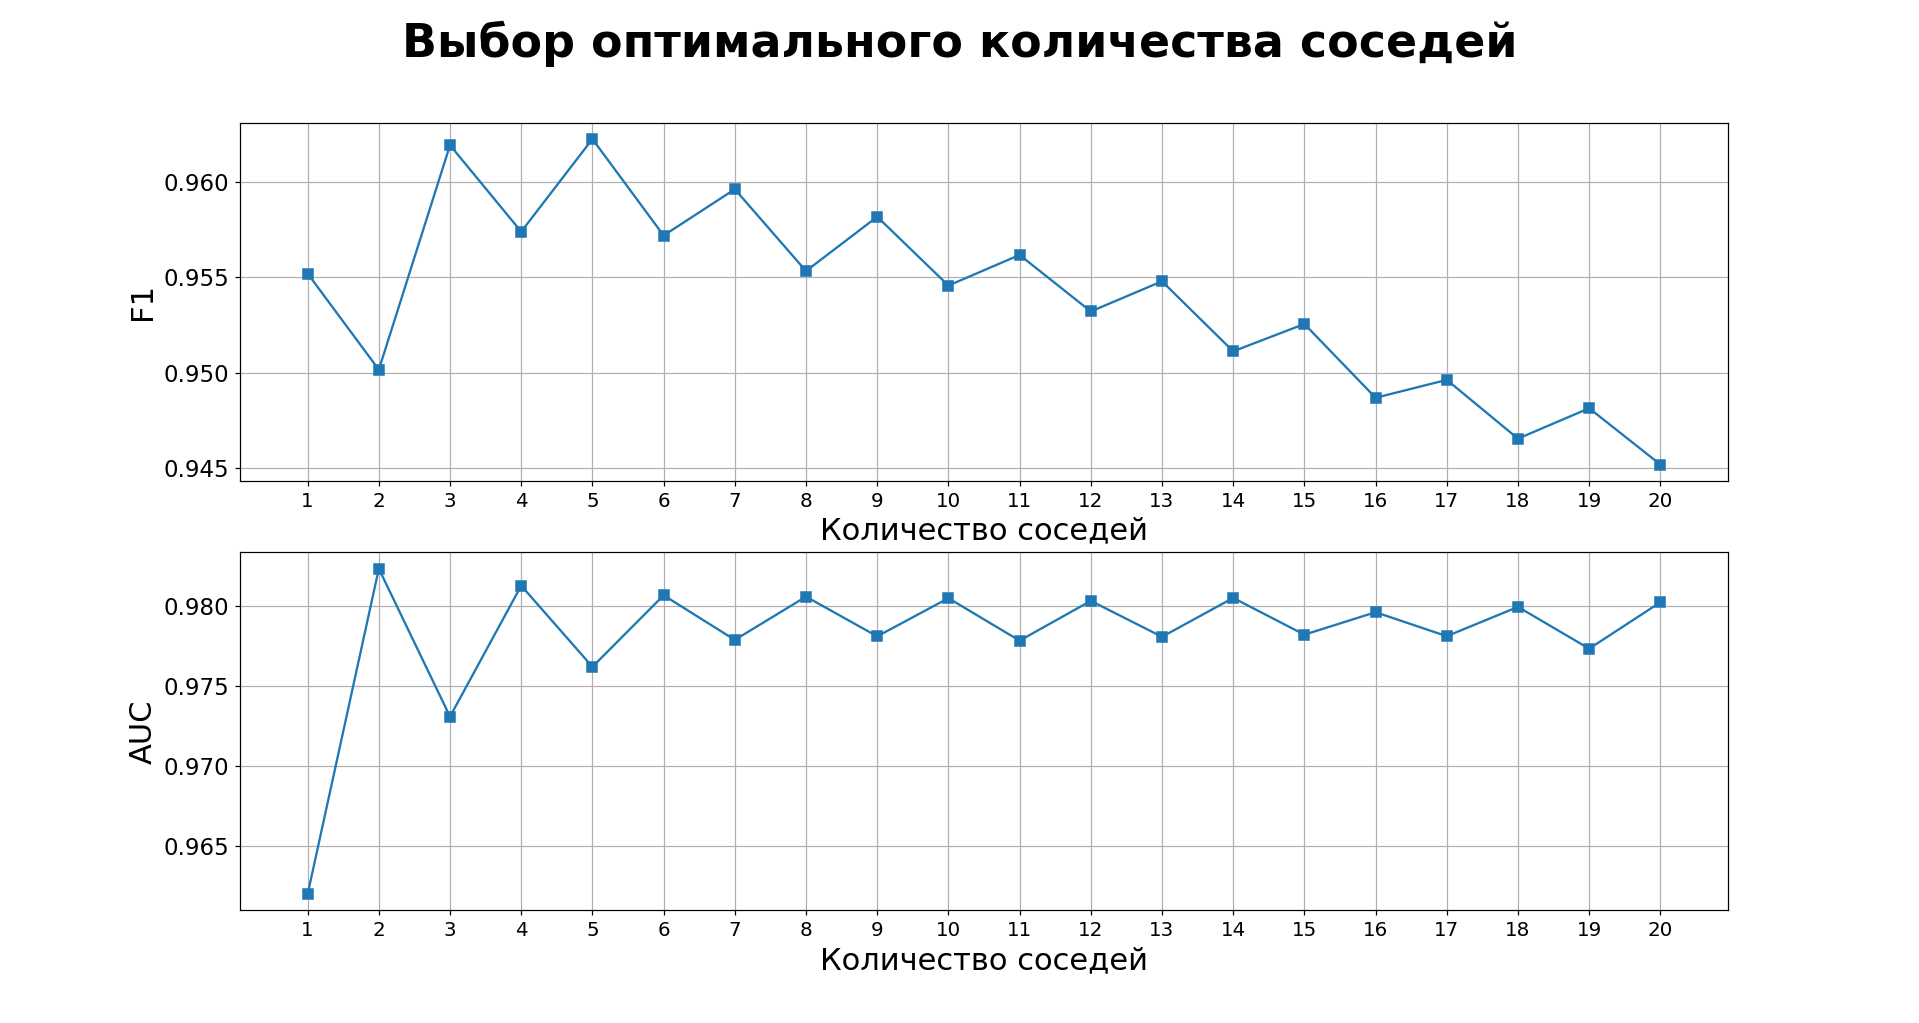 Выбор оптимального количества соседей
0.960
0.955
0.950
0.945
F1
1 2 3 4 5 6 7 8 9 10 11 12 13 14 15 16 17 18 19 20
Количество соседей
0.980
0.975
0.970
0.965
AUC
1 2 3 4 5 6 7 8 9 10 11 12 13 14 15 16 17 18 19 20
Количество соседей